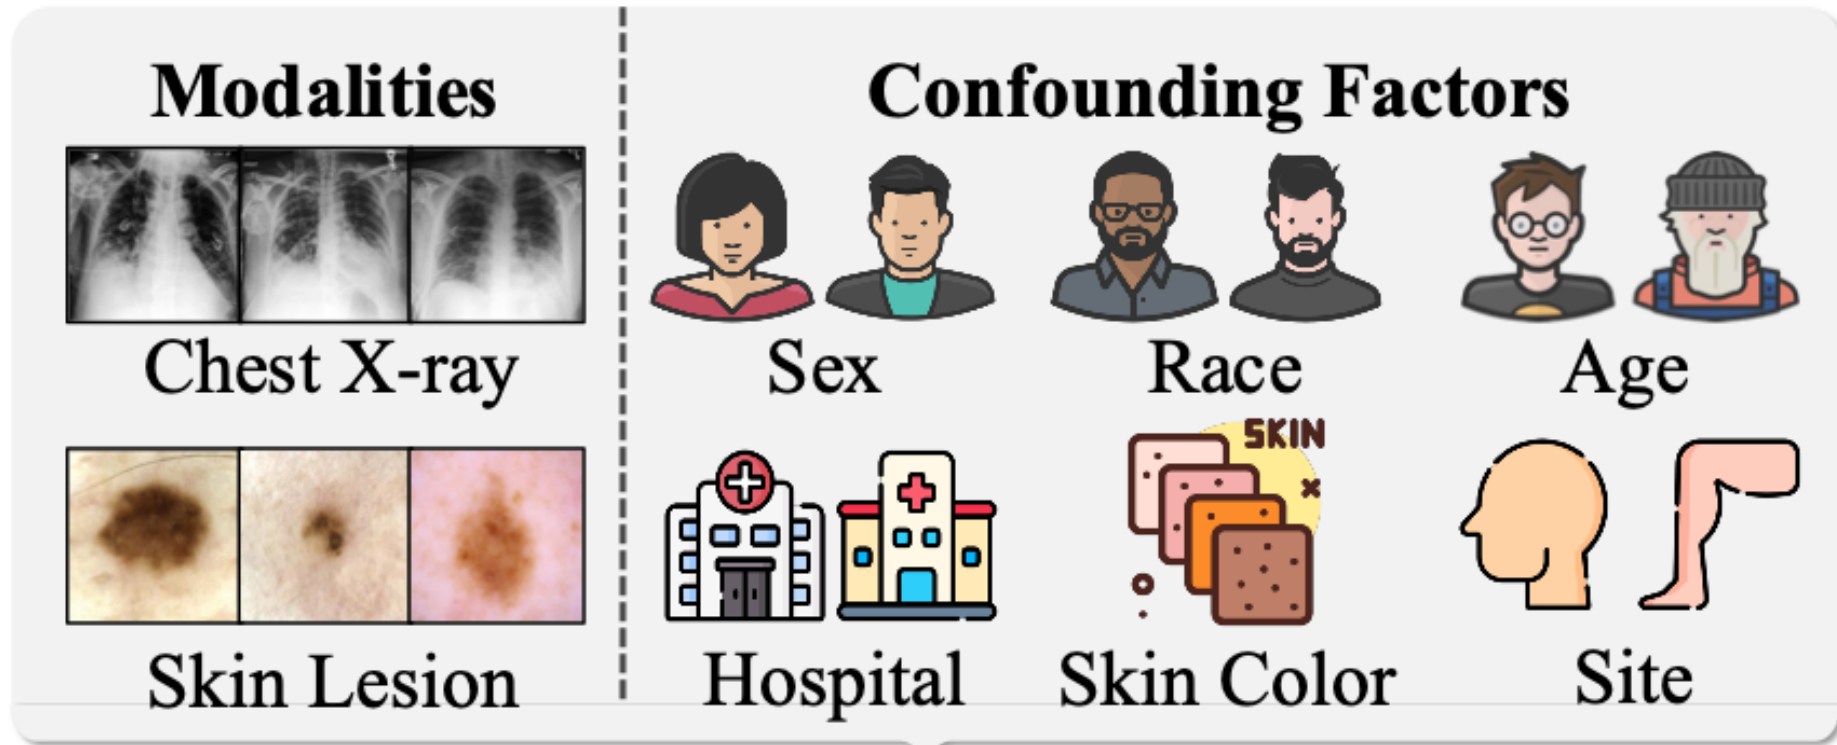 Modalities
Confounding Factors
Chest X-ray
Sex
Race
Age
SKIN
Skin Lesion
Hospital
Skin Color
Site